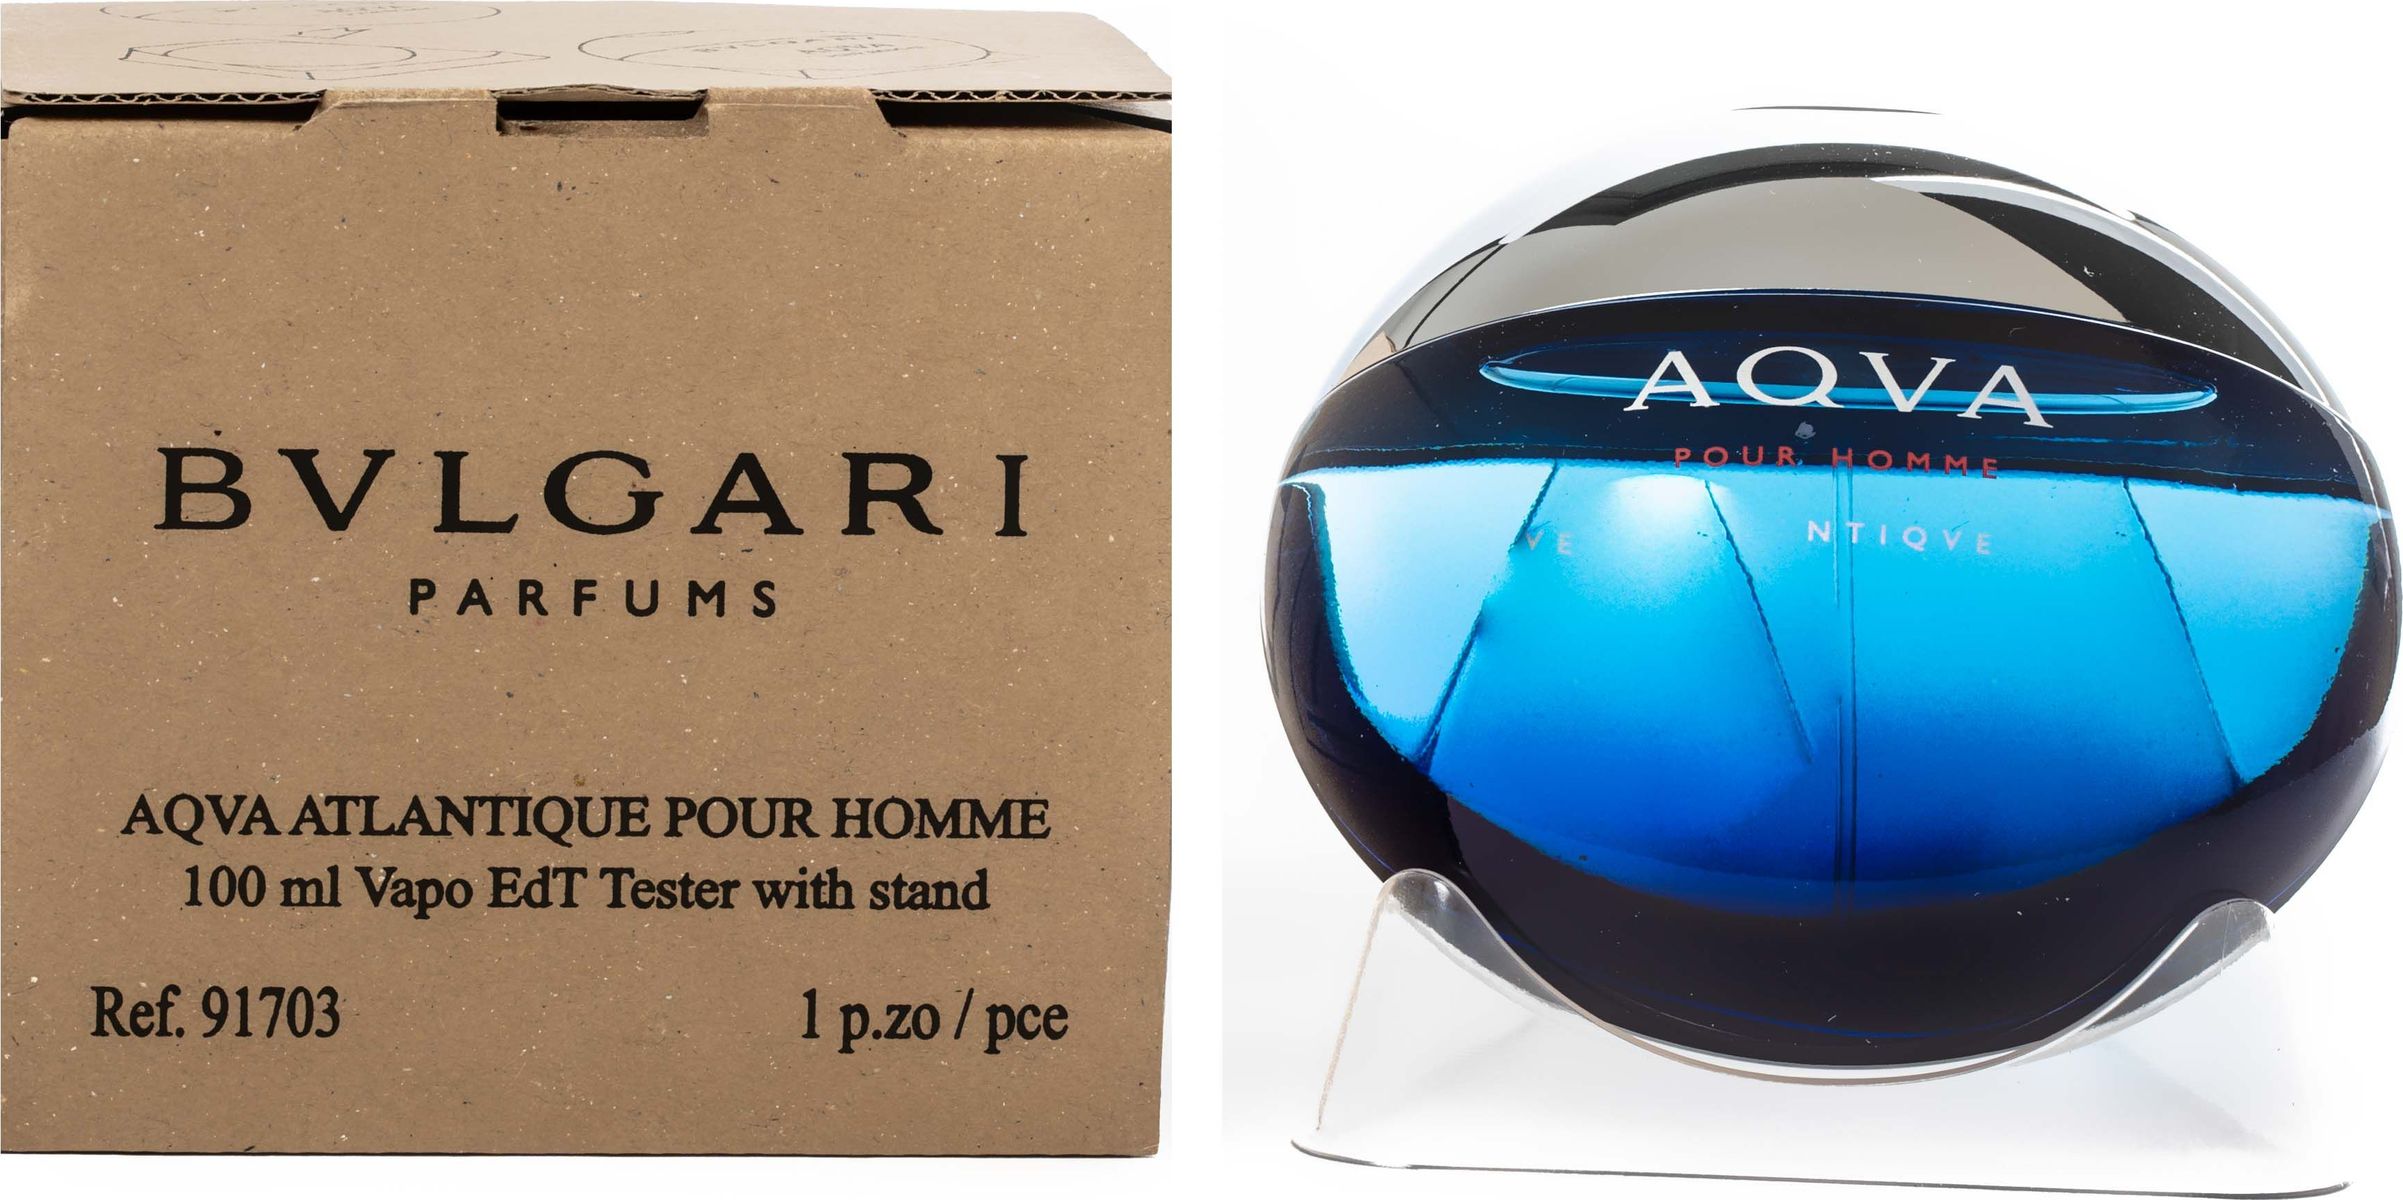 BVLGARI
PARFUMS
AQVA ATLANTIQUE POUR HOMME
100 ml Vapo EdT Tester with stand
Ref. 91703
1 p.zo / pce
AQVA
POUR HOMME
VE NTIQVE